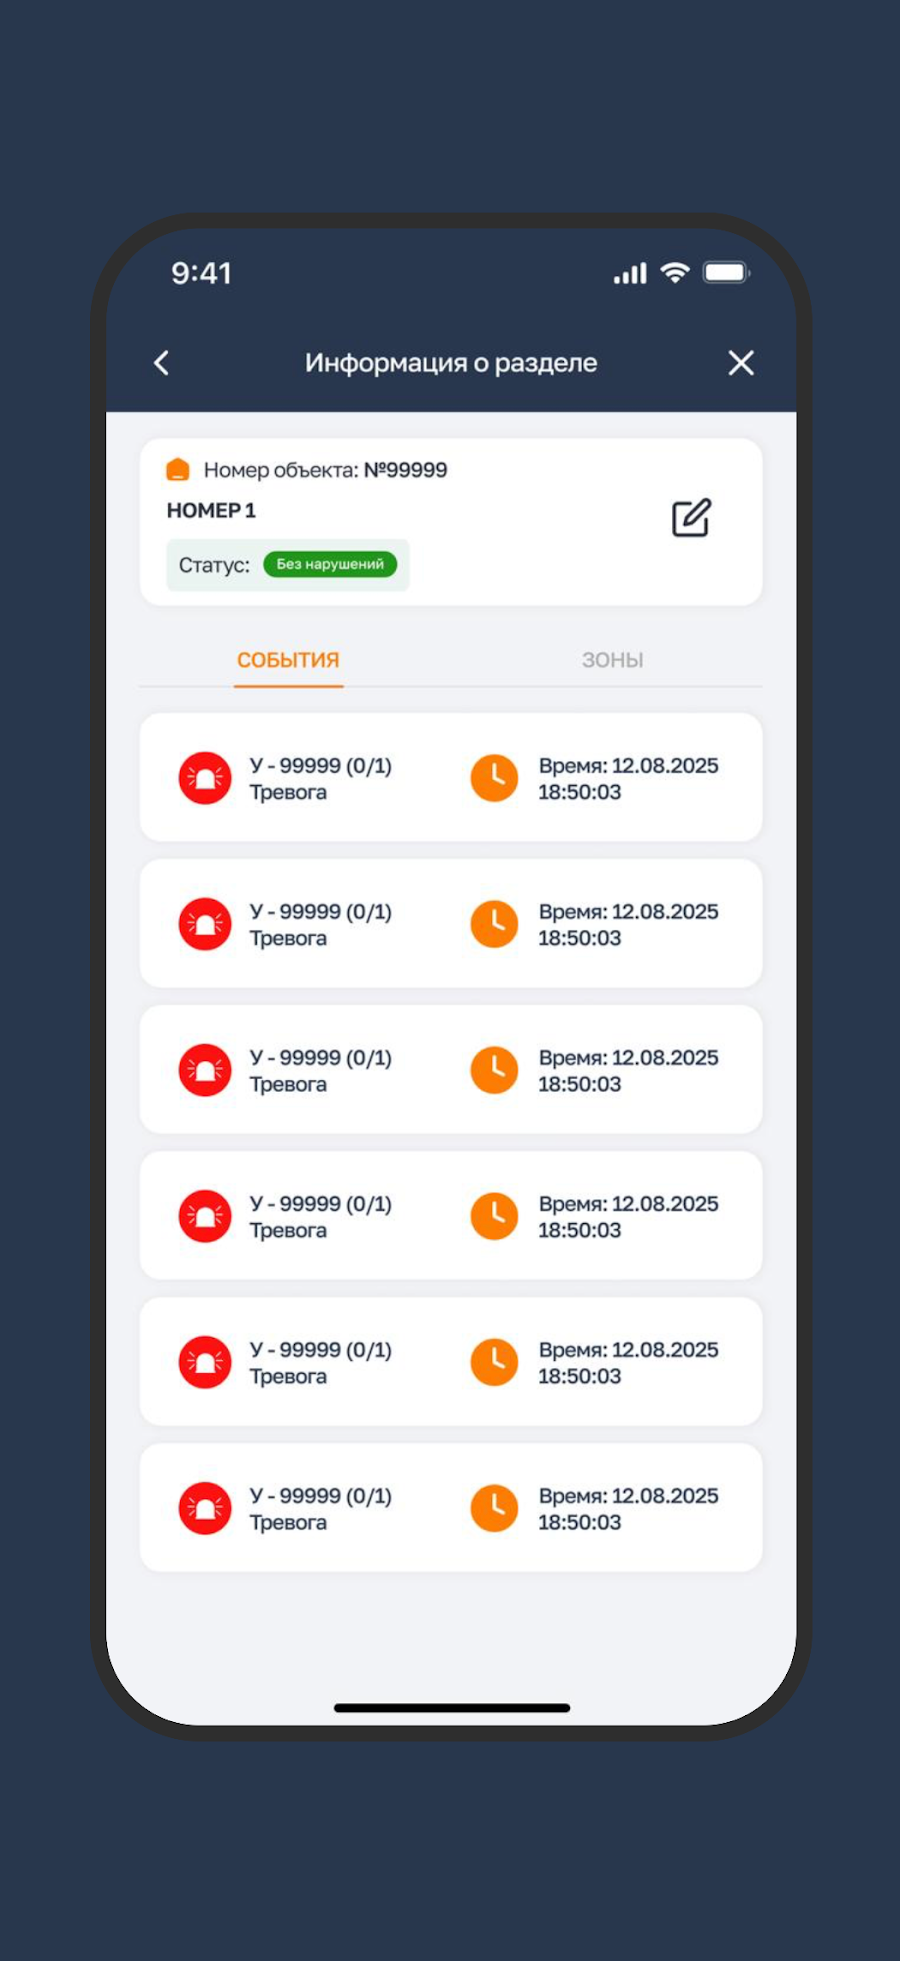 9:41
Информация о разделе
Номер объекта: №99999
НОМЕР 1
Статус: Без нарушений
СОБЫТИЯ ЗОНЫ
У - 99999 (0/1)
Тревога
Время: 12.08.2025
18:50:03
У - 99999 (0/1)
Тревога
Время: 12.08.2025
18:50:03
У - 99999 (0/1)
Тревога
Время: 12.08.2025
18:50:03
У - 99999 (0/1)
Тревога
Время: 12.08.2025
18:50:03
У - 99999 (0/1)
Тревога
Время: 12.08.2025
18:50:03
У - 99999 (0/1)
Тревога
Время: 12.08.2025
18:50:03